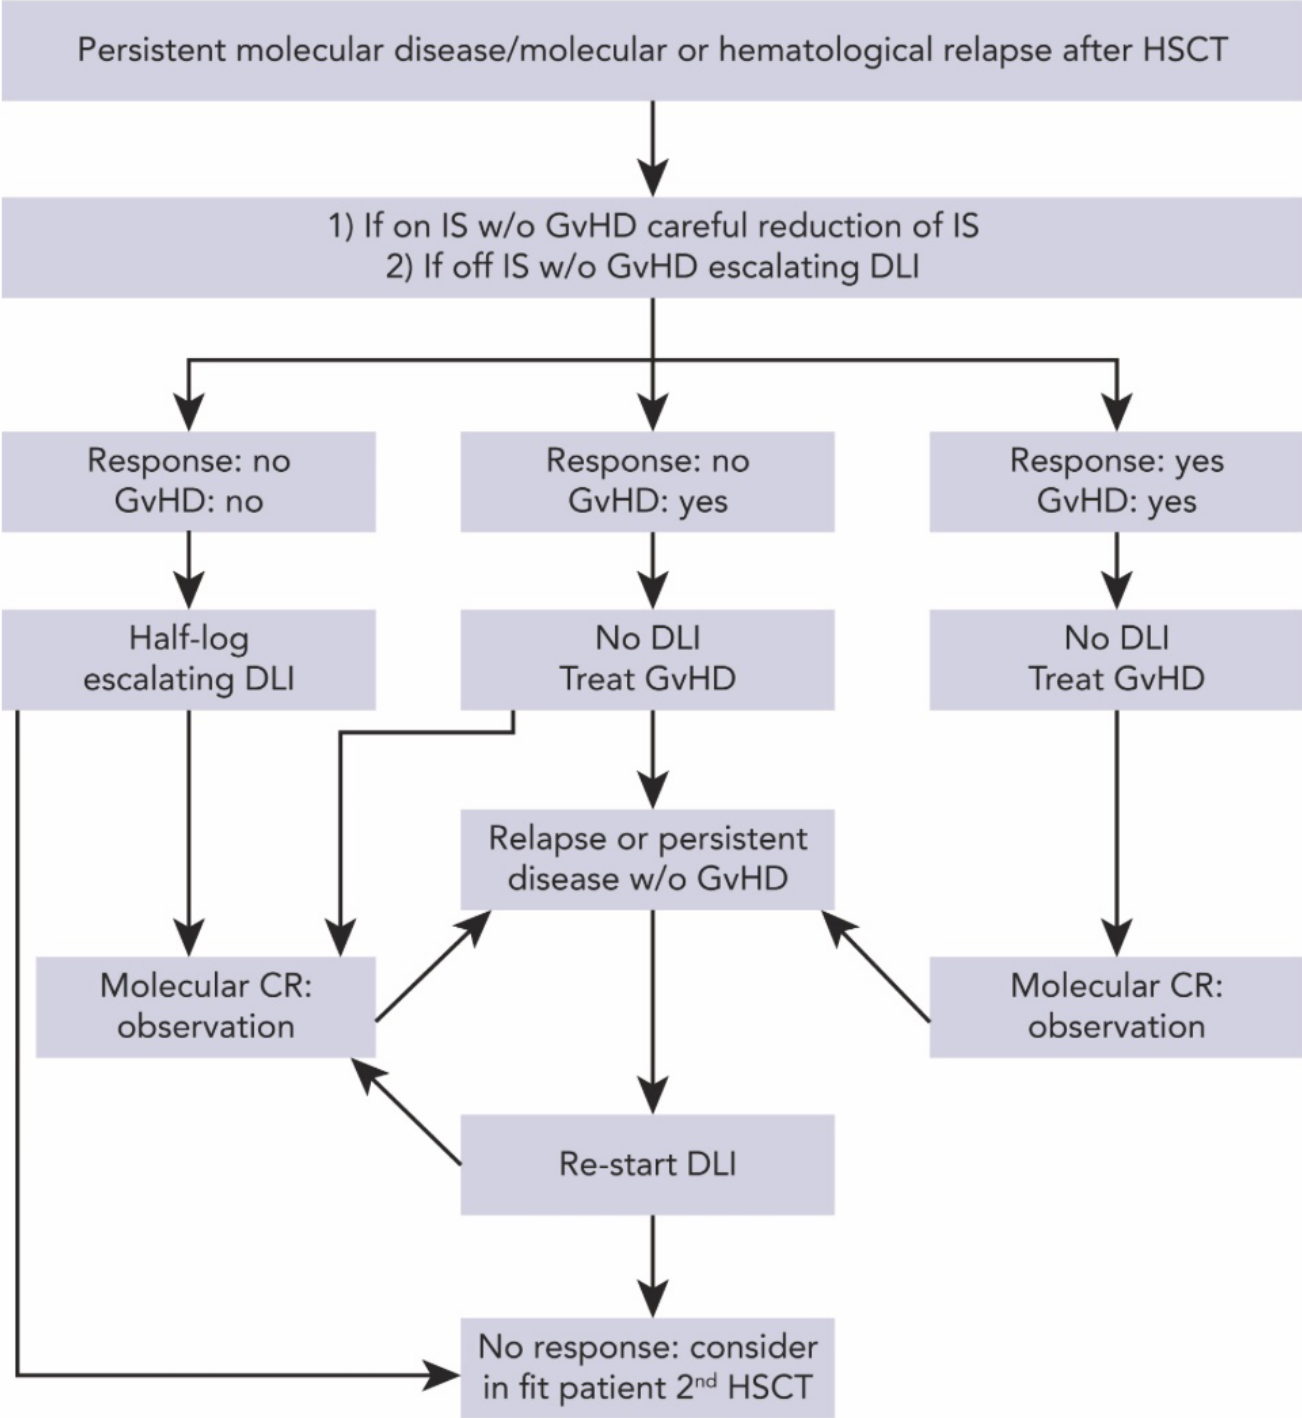 Persistent molecular disease/molecular or hematological relapse after HSCT
1) If on IS w/o GvHD careful reduction of IS
2) If off IS w/o GvHD escalating DLI
Response: no
GvHD: no
Response: no
GvHD: yes
Response: yes
GvHD: yes
Half-log
escalating DLI
No DLI
Treat GvHD
No DLI
Treat GvHD
Relapse or persistent
disease w/o GvHD
Molecular CR:
observation
Molecular CR:
observation
Re-start DLI
No response: consider
in fit patient 2nd HSCT